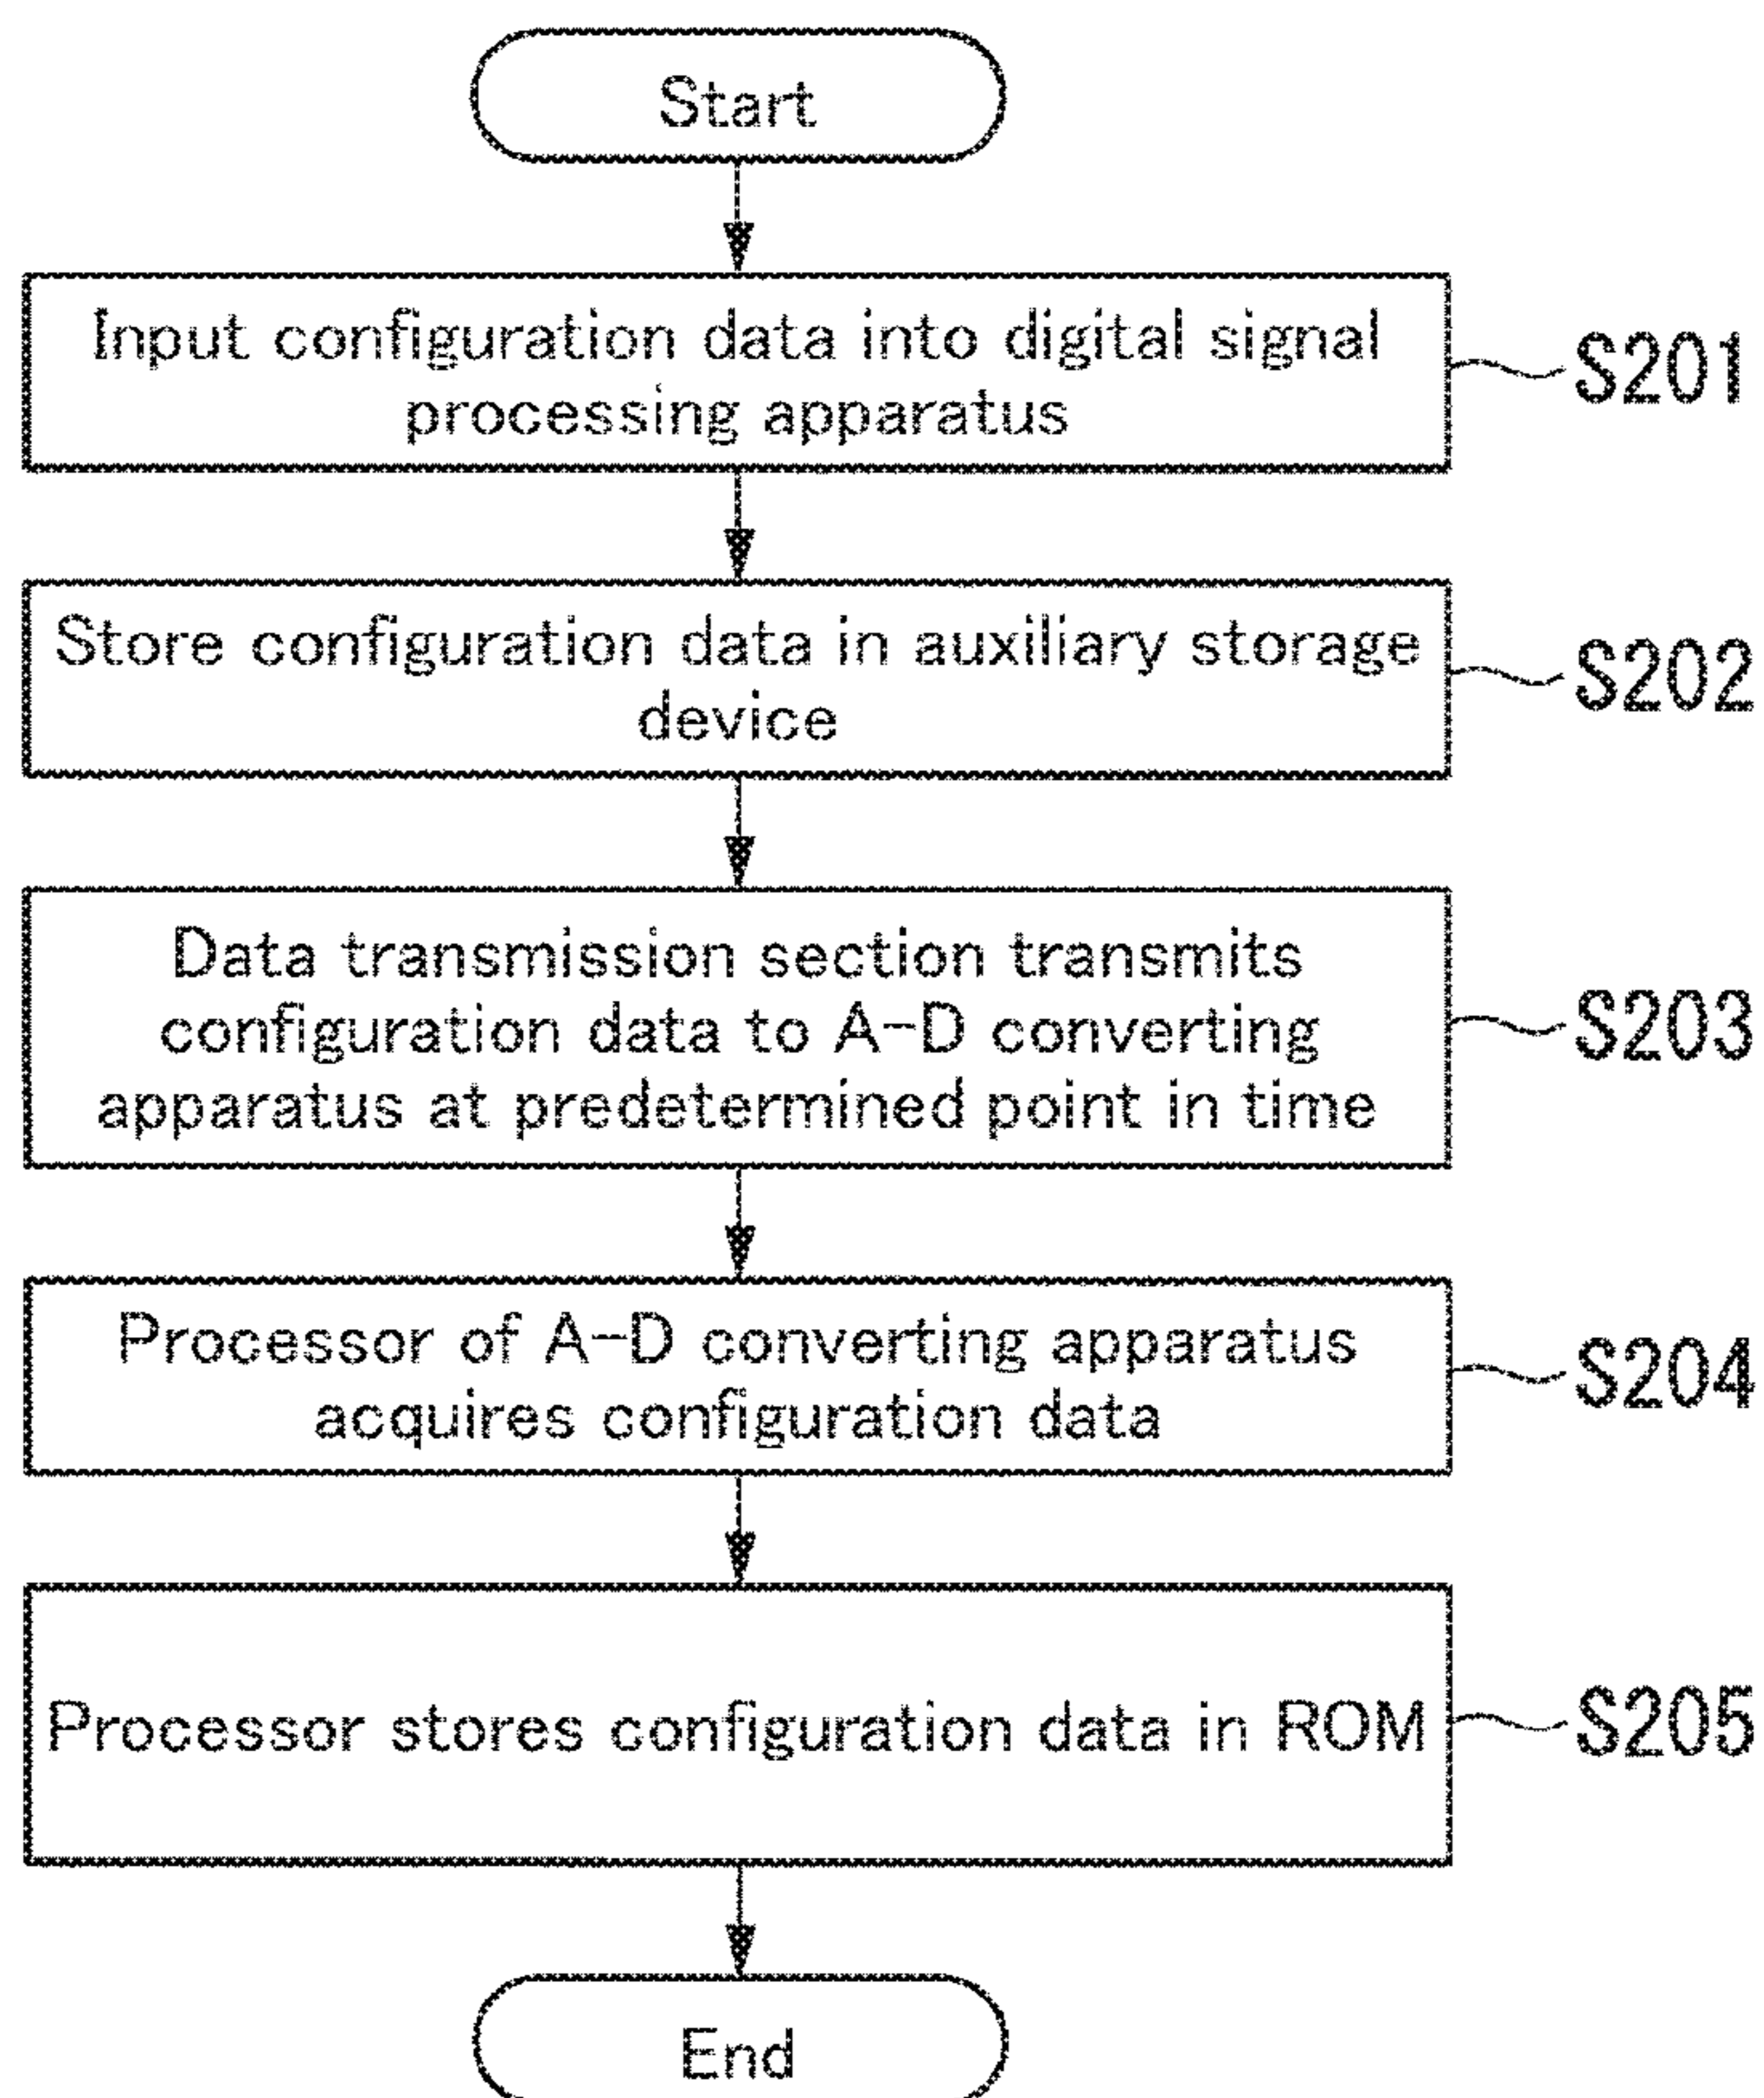 Start
Input configuration data into digital signal
processing apparatus
S201
Store configuration data in auxiliary storage
device
S202
Data transmission section transmits
configuration data to A-D converting
apparatus at predetermined point in time
S203
Processor of A-D converting apparatus
acquires configuration data
S204
Processor stores configuration data in ROM
S205
End